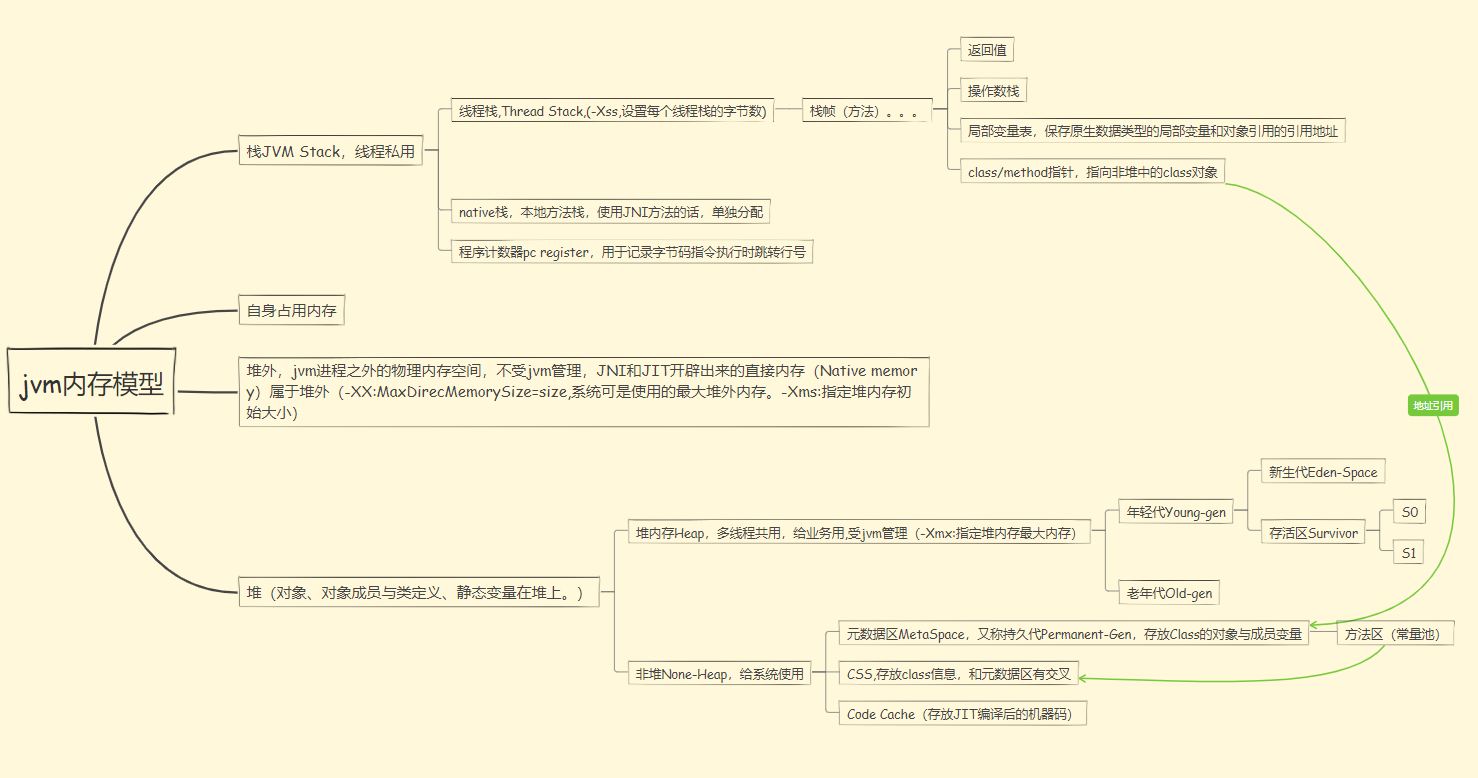 jvm内存模型
栈JVM Stack，线程私用
线程栈,Thread Stack,(-Xss,设置每个线程栈的字节数)
栈帧（方法）。。。
返回值
操作数栈
局部变量表，保存原生数据类型的局部变量和对象引用的引用地址
class/method指针，指向非堆中的class对象
native栈，本地方法栈，使用JNI方法的话，单独分配
程序计数器pc register，用于记录字节码指令执行时跳转行号
自身占用内存
堆外，jvm进程之外的物理内存空间，不受jvm管理，JNI和JIT开辟出来的直接内存（Native memor
y）属于堆外（-XX:MaxDirecMemorySize=size,系统可是使用的最大堆外内存。-Xms:指定堆内存初
始大小）
地址引用
堆（对象、对象成员与类定义、静态变量在堆上。）
堆内存Heap，多线程共用，给业务用,受jvm管理（-Xmx:指定堆内存最大内存）
年轻代Young-gen
新生代Eden-Space
存活区Survivor
S0
S1
老年代Old-gen
非堆None-Heap，给系统使用
元数据区MetaSpace，又称持久代Permanent-Gen，存放Class的对象与成员变量
方法区（常量池）
CSS,存放class信息，和元数据区有交叉
Code Cache（存放JIT编译后的机器码）